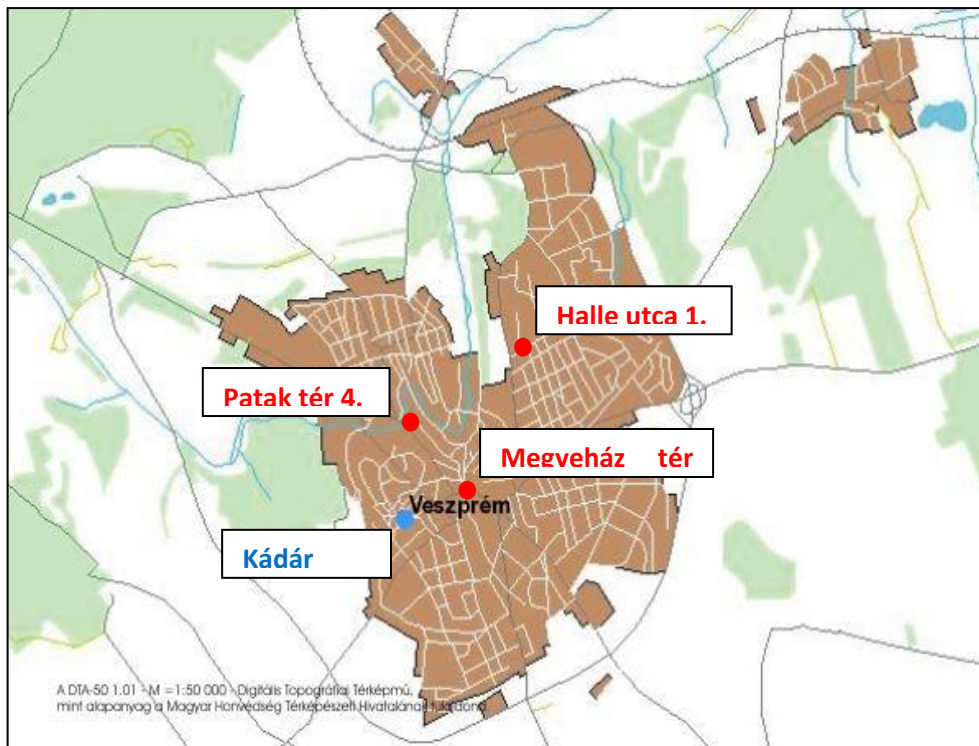 Halle utca 1.
Patak tér 4.
Megyeház tér
Veszprém
Kádár
A DTA-50 1.01 - M =1:50 000 - Digitális Topográfiai Térképmű,
mint alapanyag a Magyar Honvédség Térképészeti Hivatalának tulajdona